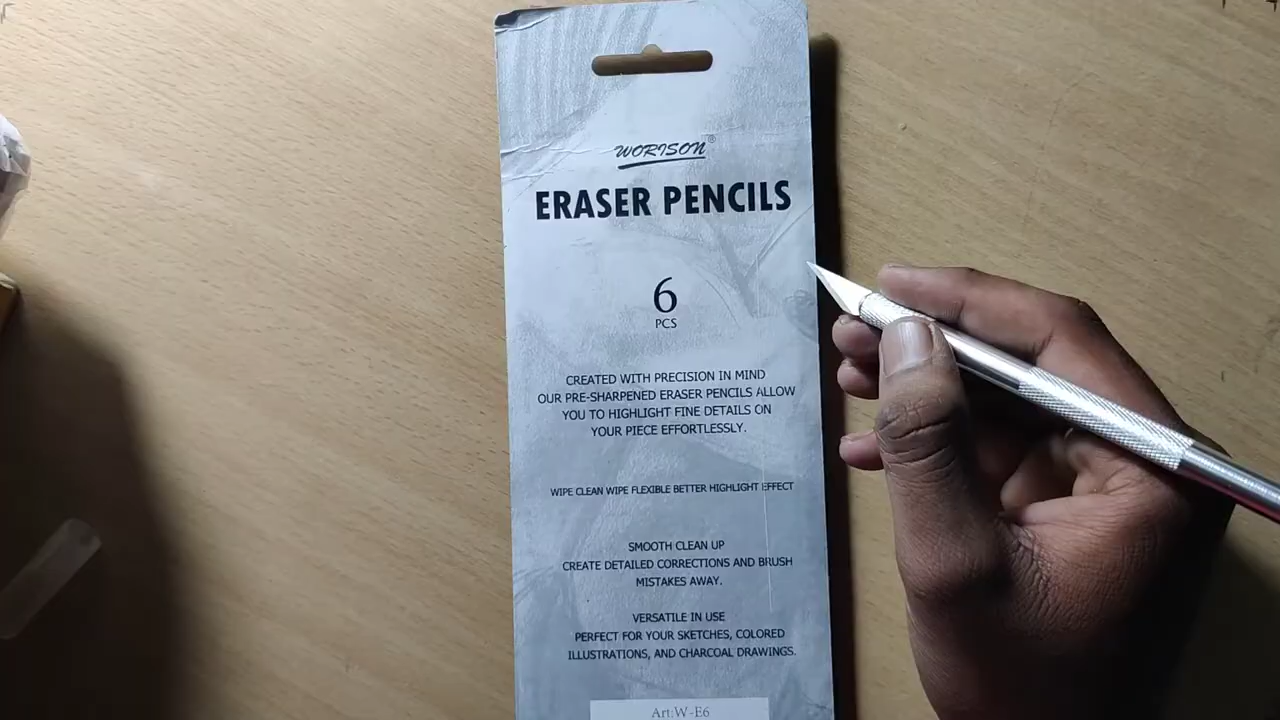 WORISON®
ERASER PENCILS
6
PCS
CREATED WITH PRECISION IN MIND
OUR PRE-SHARPENED ERASER PENCILS ALLOW
YOU TO HIGHLIGHT FINE DETAILS ON
YOUR PIECE EFFORTLESSLY.
WIPE CLEAN WIPE FLEXIBLE BETTER HIGHLIGHT EFFECT
SMOOTH CLEAN UP
CREATE DETAILED CORRECTIONS AND BRUSH
MISTAKES AWAY.
VERSATILE IN USE
PERFECT FOR YOUR SKETCHES, COLORED
ILLUSTRATIONS, AND CHARCOAL DRAWINGS.
Art:W-E6